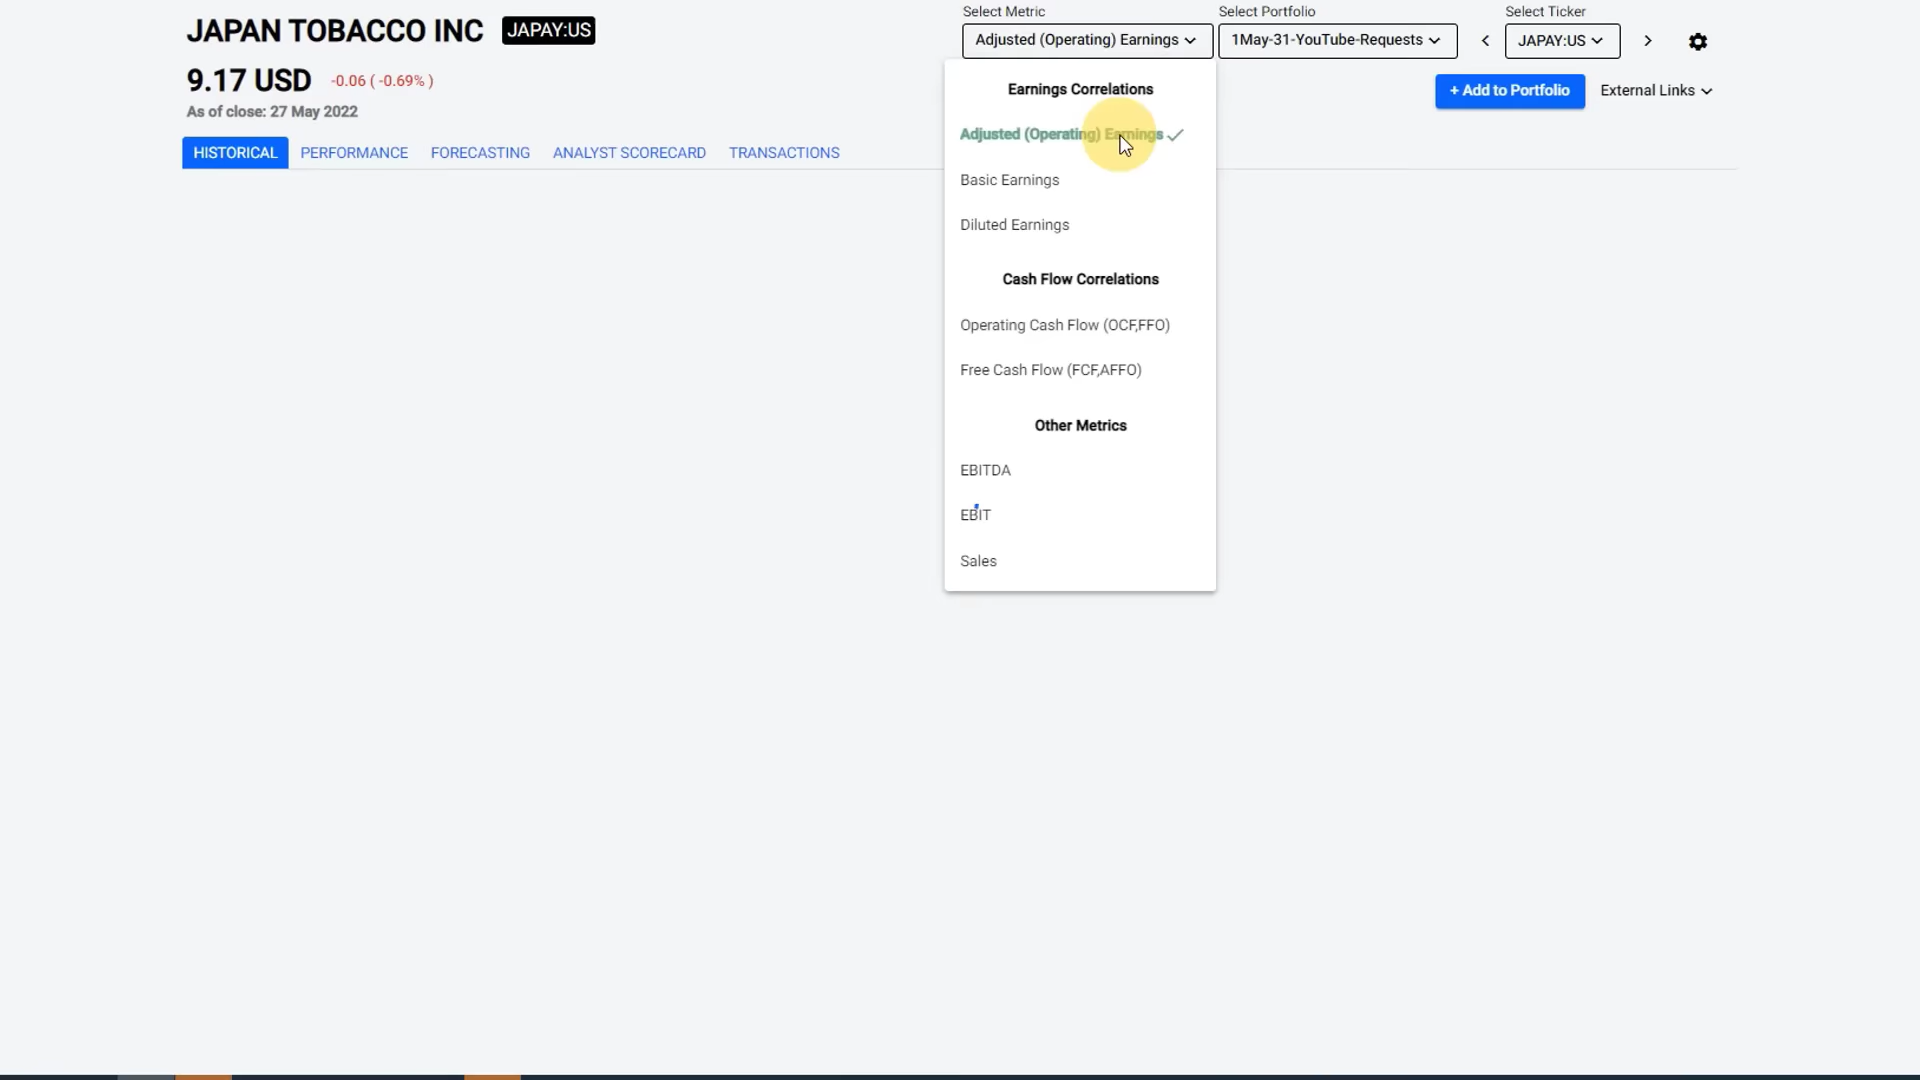 JAPAN TOBACCO INC JAPAY:US
9.17 USD -0.06 ( -0.69% )
As of close: 27 May 2022
Select Metric
Adjusted (Operating) Earnings
Select Portfolio
1May-31-YouTube-Requests
Select Ticker
JAPAY:US
+ Add to Portfolio
External Links
HISTORICAL PERFORMANCE FORECASTING ANALYST SCORECARD TRANSACTIONS
Earnings Correlations
Adjusted (Operating) Earnings
Basic Earnings
Diluted Earnings
Cash Flow Correlations
Operating Cash Flow (OCF,FFO)
Free Cash Flow (FCF,AFFO)
Other Metrics
EBITDA
EBIT
Sales